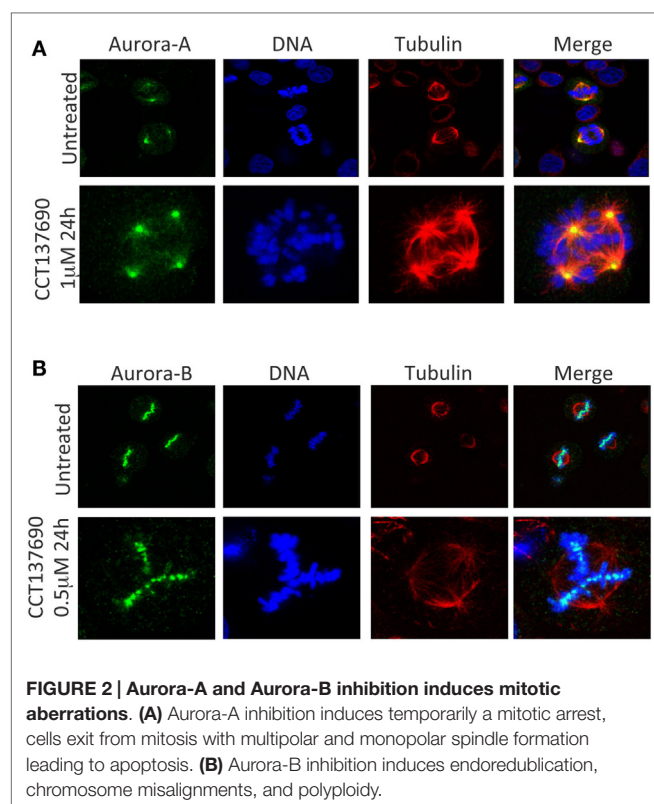 A
Aurora-A DNA Tubulin Merge
Untreated
CCT137690
1µM 24h
B
Aurora-B DNA Tubulin Merge
Untreated
CCT137690
0.5µM 24h
FIGURE 2 | Aurora-A and Aurora-B inhibition induces mitotic
aberrations. (A) Aurora-A inhibition induces temporarily a mitotic arrest,
cells exit from mitosis with multipolar and monopolar spindle formation
leading to apoptosis. (B) Aurora-B inhibition induces endoredublication,
chromosome misalignments, and polyploidy.